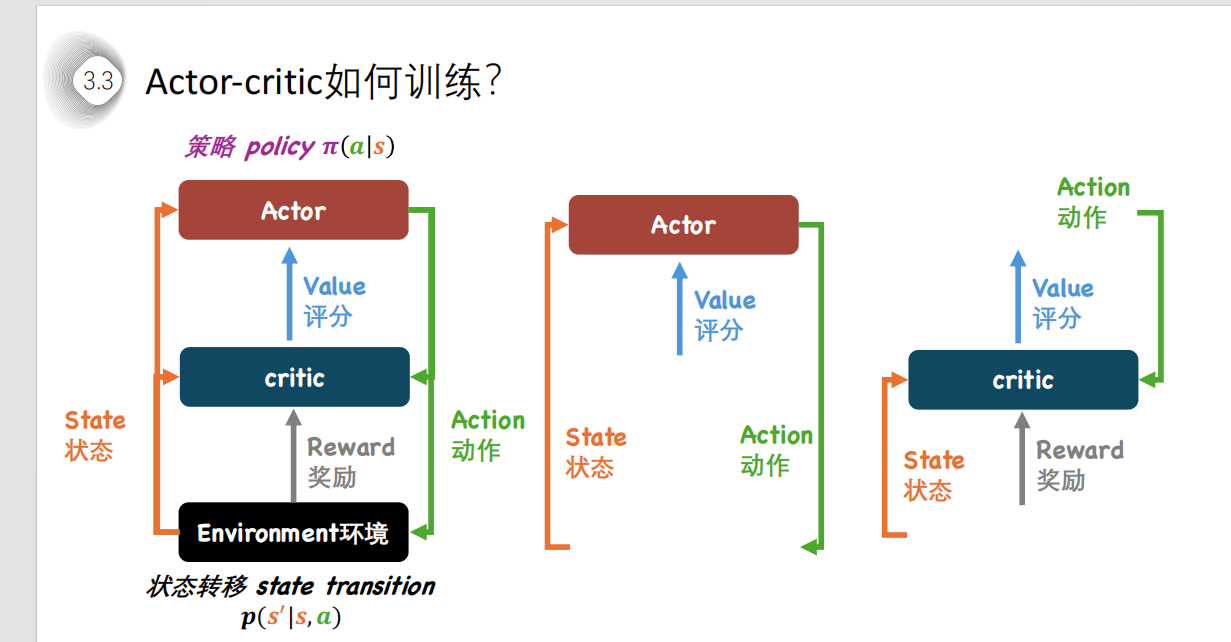 3.3
Actor-critic如何训练?
策略 policy π(a|s)
Actor
Value
评分
critic
State
状态
Reward
奖励
Action
动作
Environment环境
状态转移 state transition
p(s′|s,a)
Actor
Value
评分
State
状态
Action
动作
Action
动作
Value
评分
critic
State
状态
Reward
奖励